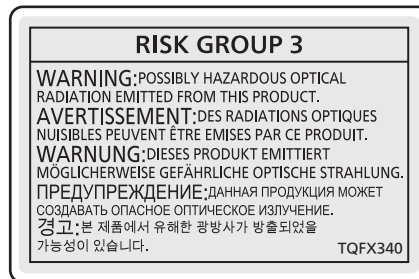 RISK GROUP 3
WARNING:POSSIBLY HAZARDOUS OPTICAL
RADIATION EMITTED FROM THIS PRODUCT.
AVERTISSEMENT:DES RADIATIONS OPTIQUES
NUISIBLES PEUVENT ÊTRE EMISES PAR CE PRODUIT.
WARNUNG:DIESES PRODUKT EMITTIERT
MÖGLICHERWEISE GEFÄHRLICHE OPTISCHE STRAHLUNG.
ПРЕДУПРЕЖДЕНИЕ:ДАННАЯ ПРОДУКЦИЯ МОЖЕТ
СОЗДАВАТЬ ОПАСНОЕ ОПТИЧЕСКОЕ ИЗЛУЧЕНИЕ.
경고:본 제품에서 유해한 광방사가 방출되었을
가능성이 있습니다.
TQFX340